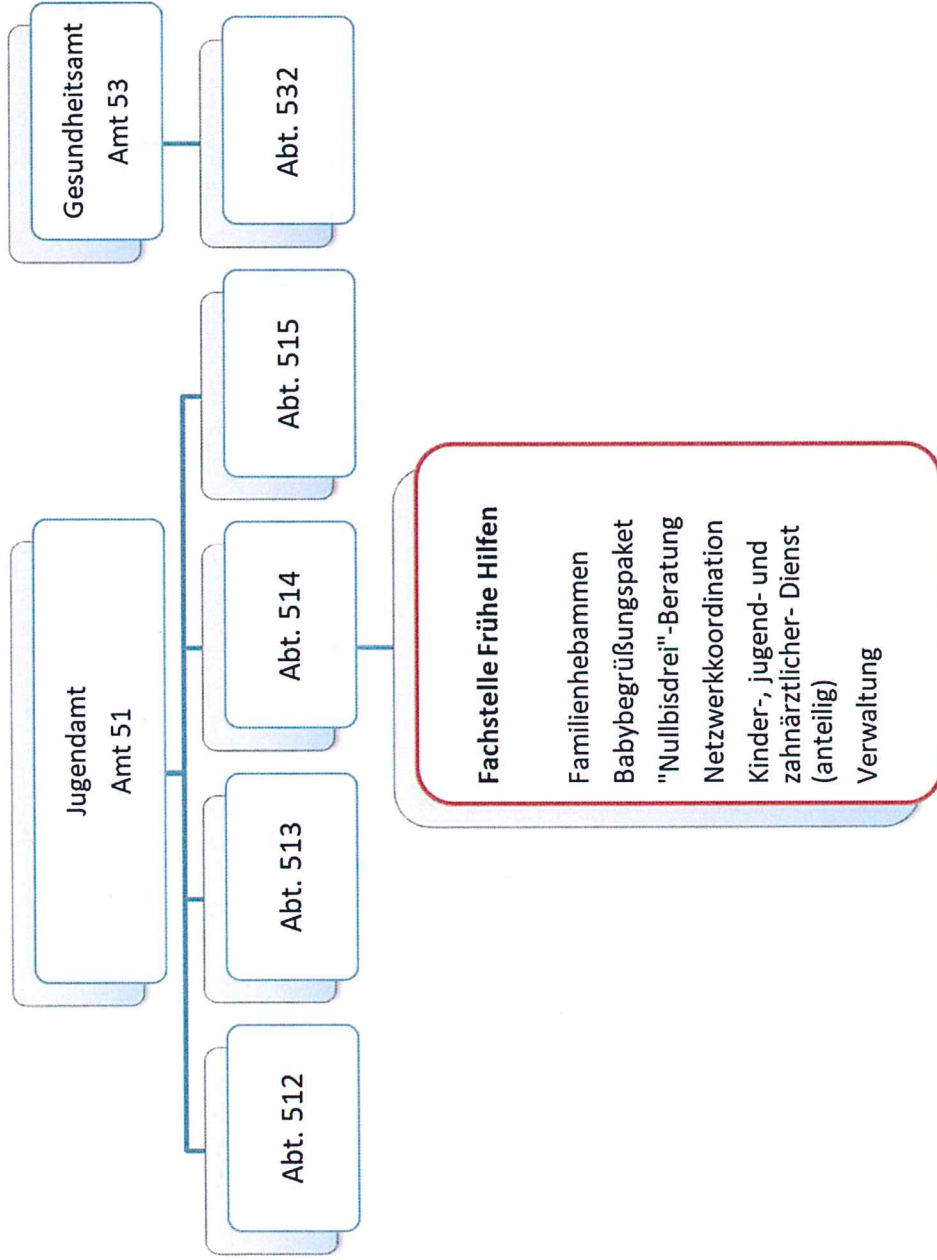 Jugendamt
Amt 51
Gesundheitsamt
Amt 53
Abt. 512
Abt. 513
Abt. 514
Abt. 515
Abt. 532
Fachstelle Frühe Hilfen
Familienhebammen
Babybegrüßungspaket
"Nullbisdrei"-Beratung
Netzwerkkoordination
Kinder-, jugend- und
zahnärztlicher- Dienst
(anteilig)
Verwaltung